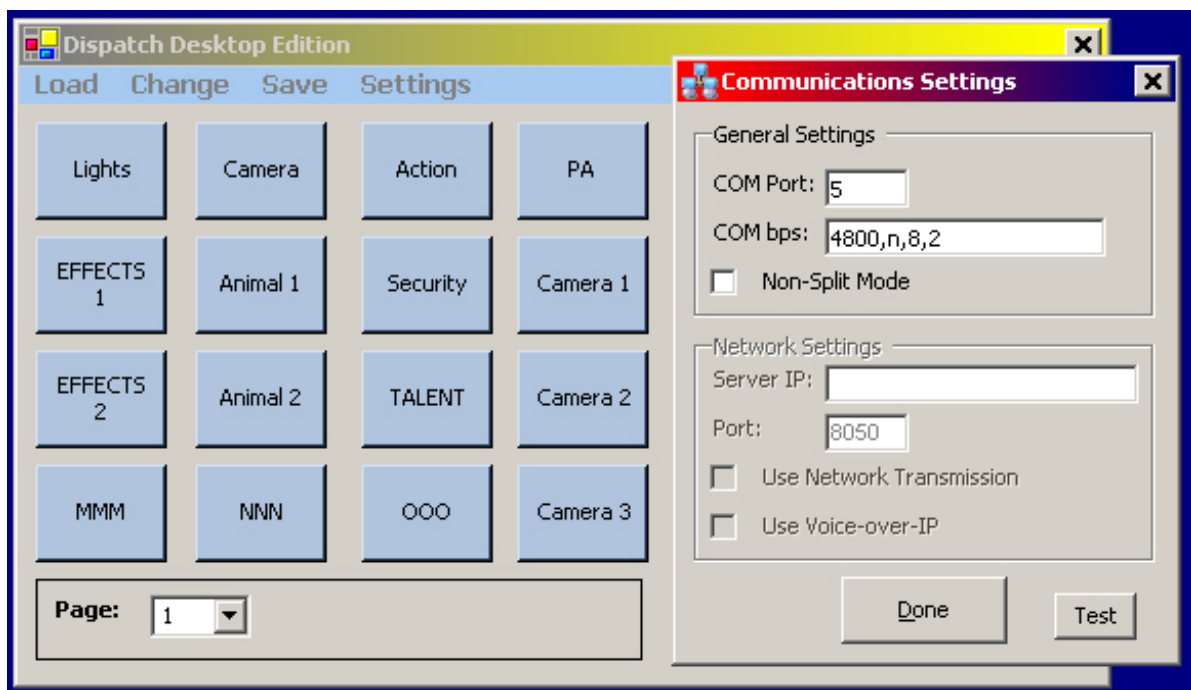 Dispatch Desktop Edition
Load Change Save Settings
Lights Camera Action PA
EFFECTS
1
Animal 1 Security Camera 1
EFFECTS
2
Animal 2 TALENT Camera 2
MMM NNN OOO Camera 3
Page: 1
Communications Settings
General Settings
COM Port: 5
COM bps: 4800,n,8,2
Non-Split Mode
Network Settings
Server IP:
Port: 8050
Use Network Transmission
Use Voice-over-IP
Done Test